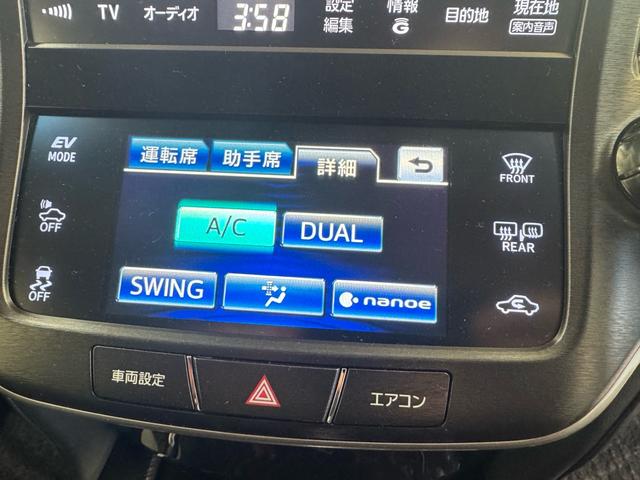 TV オーディオ 3:58 設定編集 情報 G 目的地 現在地 案内音声
EV MODE
運転席 助手席 詳細
FRONT
OFF
A/C DUAL
REAR
OFF
SWING nanoe
車両設定 エアコン